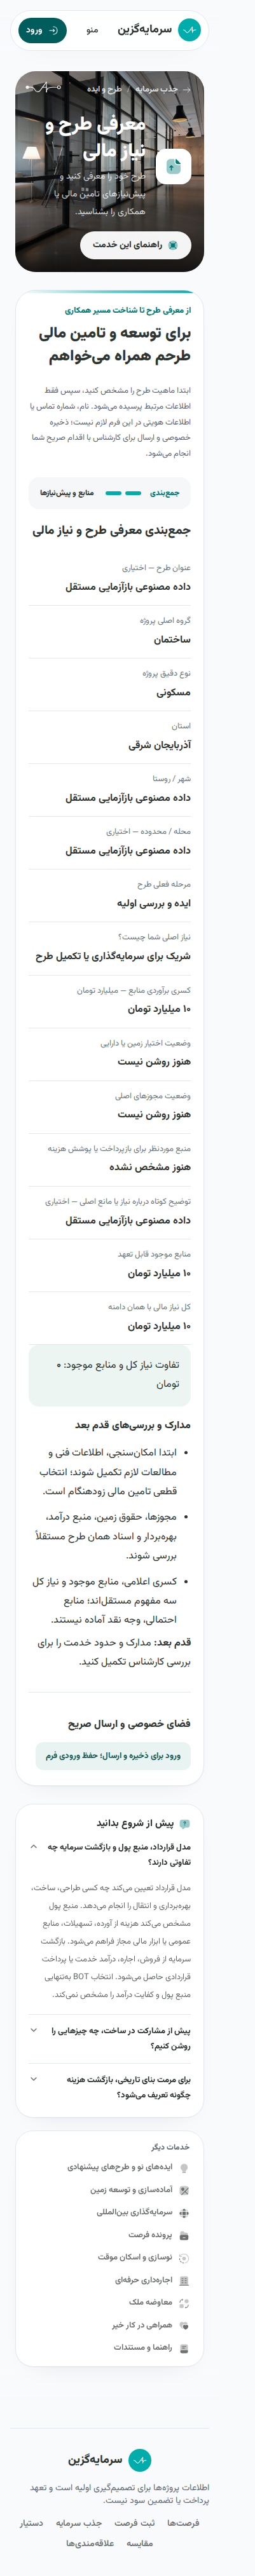 سرمایه‌گزین
منو
ورود
جذب سرمایه / طرح و ایده
معرفی طرح و
نیاز مالی
طرح خود را معرفی کنید و
پیش‌نیازهای تامین مالی یا
همکاری را بشناسید.
راهنمای این خدمت
از معرفی طرح تا شناخت مسیر همکاری
برای توسعه و تامین مالی
طرحم همراه می‌خواهم
ابتدا ماهیت طرح را مشخص کنید، سپس فقط
اطلاعات مرتبط پرسیده می‌شود. نام، شماره تماس یا
اطلاعات هویتی در این فرم لازم نیست؛ ذخیره
خصوصی و ارسال برای کارشناس با اقدام صریح شما
انجام می‌شود.
جمع‌بندی
منابع و پیش‌نیازها
جمع‌بندی معرفی طرح و نیاز مالی
عنوان طرح — اختیاری
داده مصنوعی بازآزمایی مستقل
گروه اصلی پروژه
ساختمان
نوع دقیق پروژه
مسکونی
استان
آذربایجان شرقی
شهر / روستا
داده مصنوعی بازآزمایی مستقل
محله / محدوده — اختیاری
داده مصنوعی بازآزمایی مستقل
مرحله فعلی طرح
ایده و بررسی اولیه
نیاز اصلی شما چیست؟
شریک برای سرمایه‌گذاری یا تکمیل طرح
کسری برآوردی منابع — میلیارد تومان
۱۰ میلیارد تومان
وضعیت اختیار زمین یا دارایی
هنوز روشن نیست
وضعیت مجوزهای اصلی
هنوز روشن نیست
منبع موردنظر برای بازپرداخت یا پوشش هزینه
هنوز مشخص نشده
توضیح کوتاه درباره نیاز یا مانع اصلی — اختیاری
داده مصنوعی بازآزمایی مستقل
منابع موجود قابل تعهد
۱۰ میلیارد تومان
کل نیاز مالی با همان دامنه
۱۰ میلیارد تومان
تفاوت نیاز کل و منابع موجود: ۰
تومان
مدارک و بررسی‌های قدم بعد
• ابتدا امکان‌سنجی، اطلاعات فنی و
مطالعات لازم تکمیل شوند؛ انتخاب
قطعی تامین مالی زودهنگام است.
• مجوزها، حقوق زمین، منبع درآمد،
بهره‌بردار و اسناد همان طرح مستقلاً
بررسی شوند.
• کسری اعلامی، منابع موجود و نیاز کل
سه مفهوم مستقل‌اند؛ منابع
احتمالی، وجه نقد آماده نیستند.
قدم بعد: مدارک و حدود خدمت را برای
بررسی کارشناس تکمیل کنید.
فضای خصوصی و ارسال صریح
ورود برای ذخیره و ارسال؛ حفظ ورودی فرم
پیش از شروع بدانید
مدل قرارداد، منبع پول و بازگشت سرمایه چه
تفاوتی دارند؟
مدل قرارداد تعیین می‌کند چه کسی طراحی، ساخت،
بهره‌برداری و انتقال را انجام می‌دهد. منبع پول
مشخص می‌کند هزینه از آورده، تسهیلات، منابع
عمومی یا ابزار مالی مجاز فراهم می‌شود. بازگشت
سرمایه از فروش، اجاره، درآمد خدمت یا پرداخت
قراردادی حاصل می‌شود. انتخاب BOT به‌تنهایی
منبع پول و کفایت درآمد را مشخص نمی‌کند.
پیش از مشارکت در ساخت، چه چیزهایی را
روشن کنیم؟
برای مرمت بنای تاریخی، بازگشت هزینه
چگونه تعریف می‌شود؟
خدمات دیگر
ایده‌های نو و طرح‌های پیشنهادی
آماده‌سازی و توسعه زمین
سرمایه‌گذاری بین‌المللی
پرونده فرصت
نوسازی و اسکان موقت
اجاره‌داری حرفه‌ای
معاوضه ملک
همراهی در کار خیر
راهنما و مستندات
سرمایه‌گزین
اطلاعات پروژه‌ها برای تصمیم‌گیری اولیه است و تعهد
پرداخت یا تضمین سود نیست.
فرصت‌ها
ثبت فرصت
جذب سرمایه
دستیار
مقایسه
علاقه‌مندی‌ها